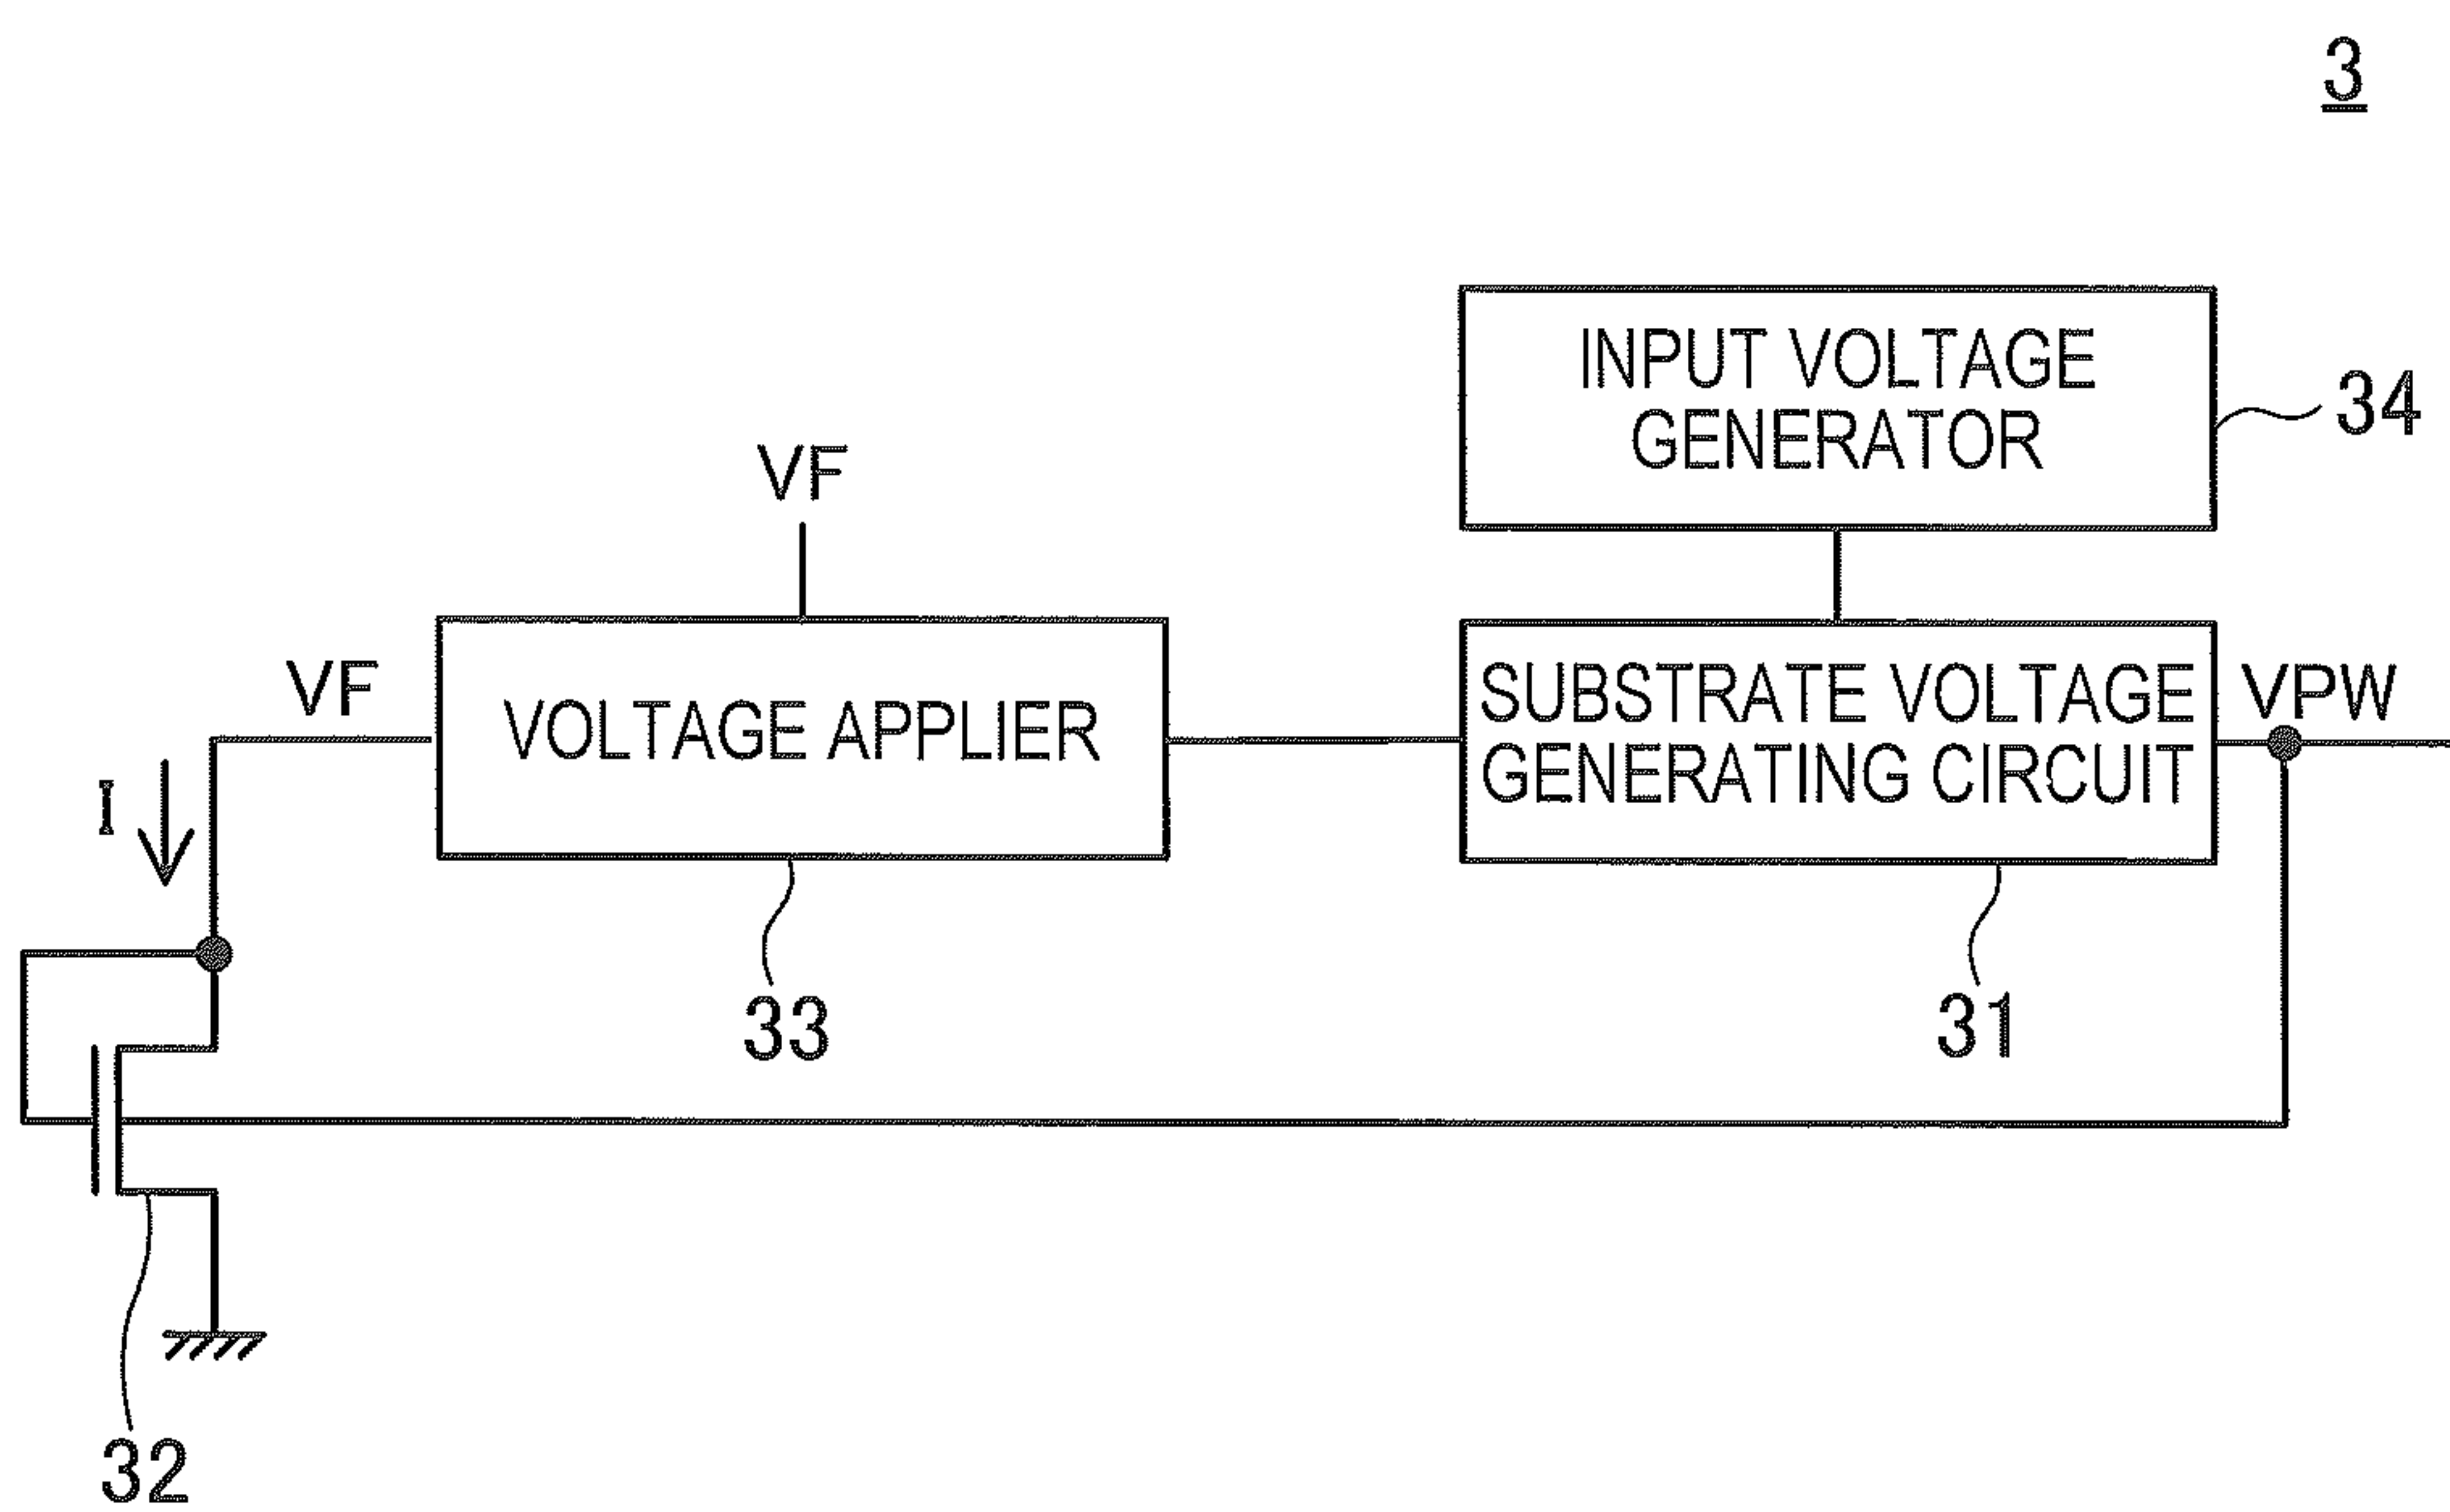 3
INPUT VOLTAGE
GENERATOR
34
VF
VF
VOLTAGE APPLIER
SUBSTRATE VOLTAGE
GENERATING CIRCUIT
VPW
I
33
31
32